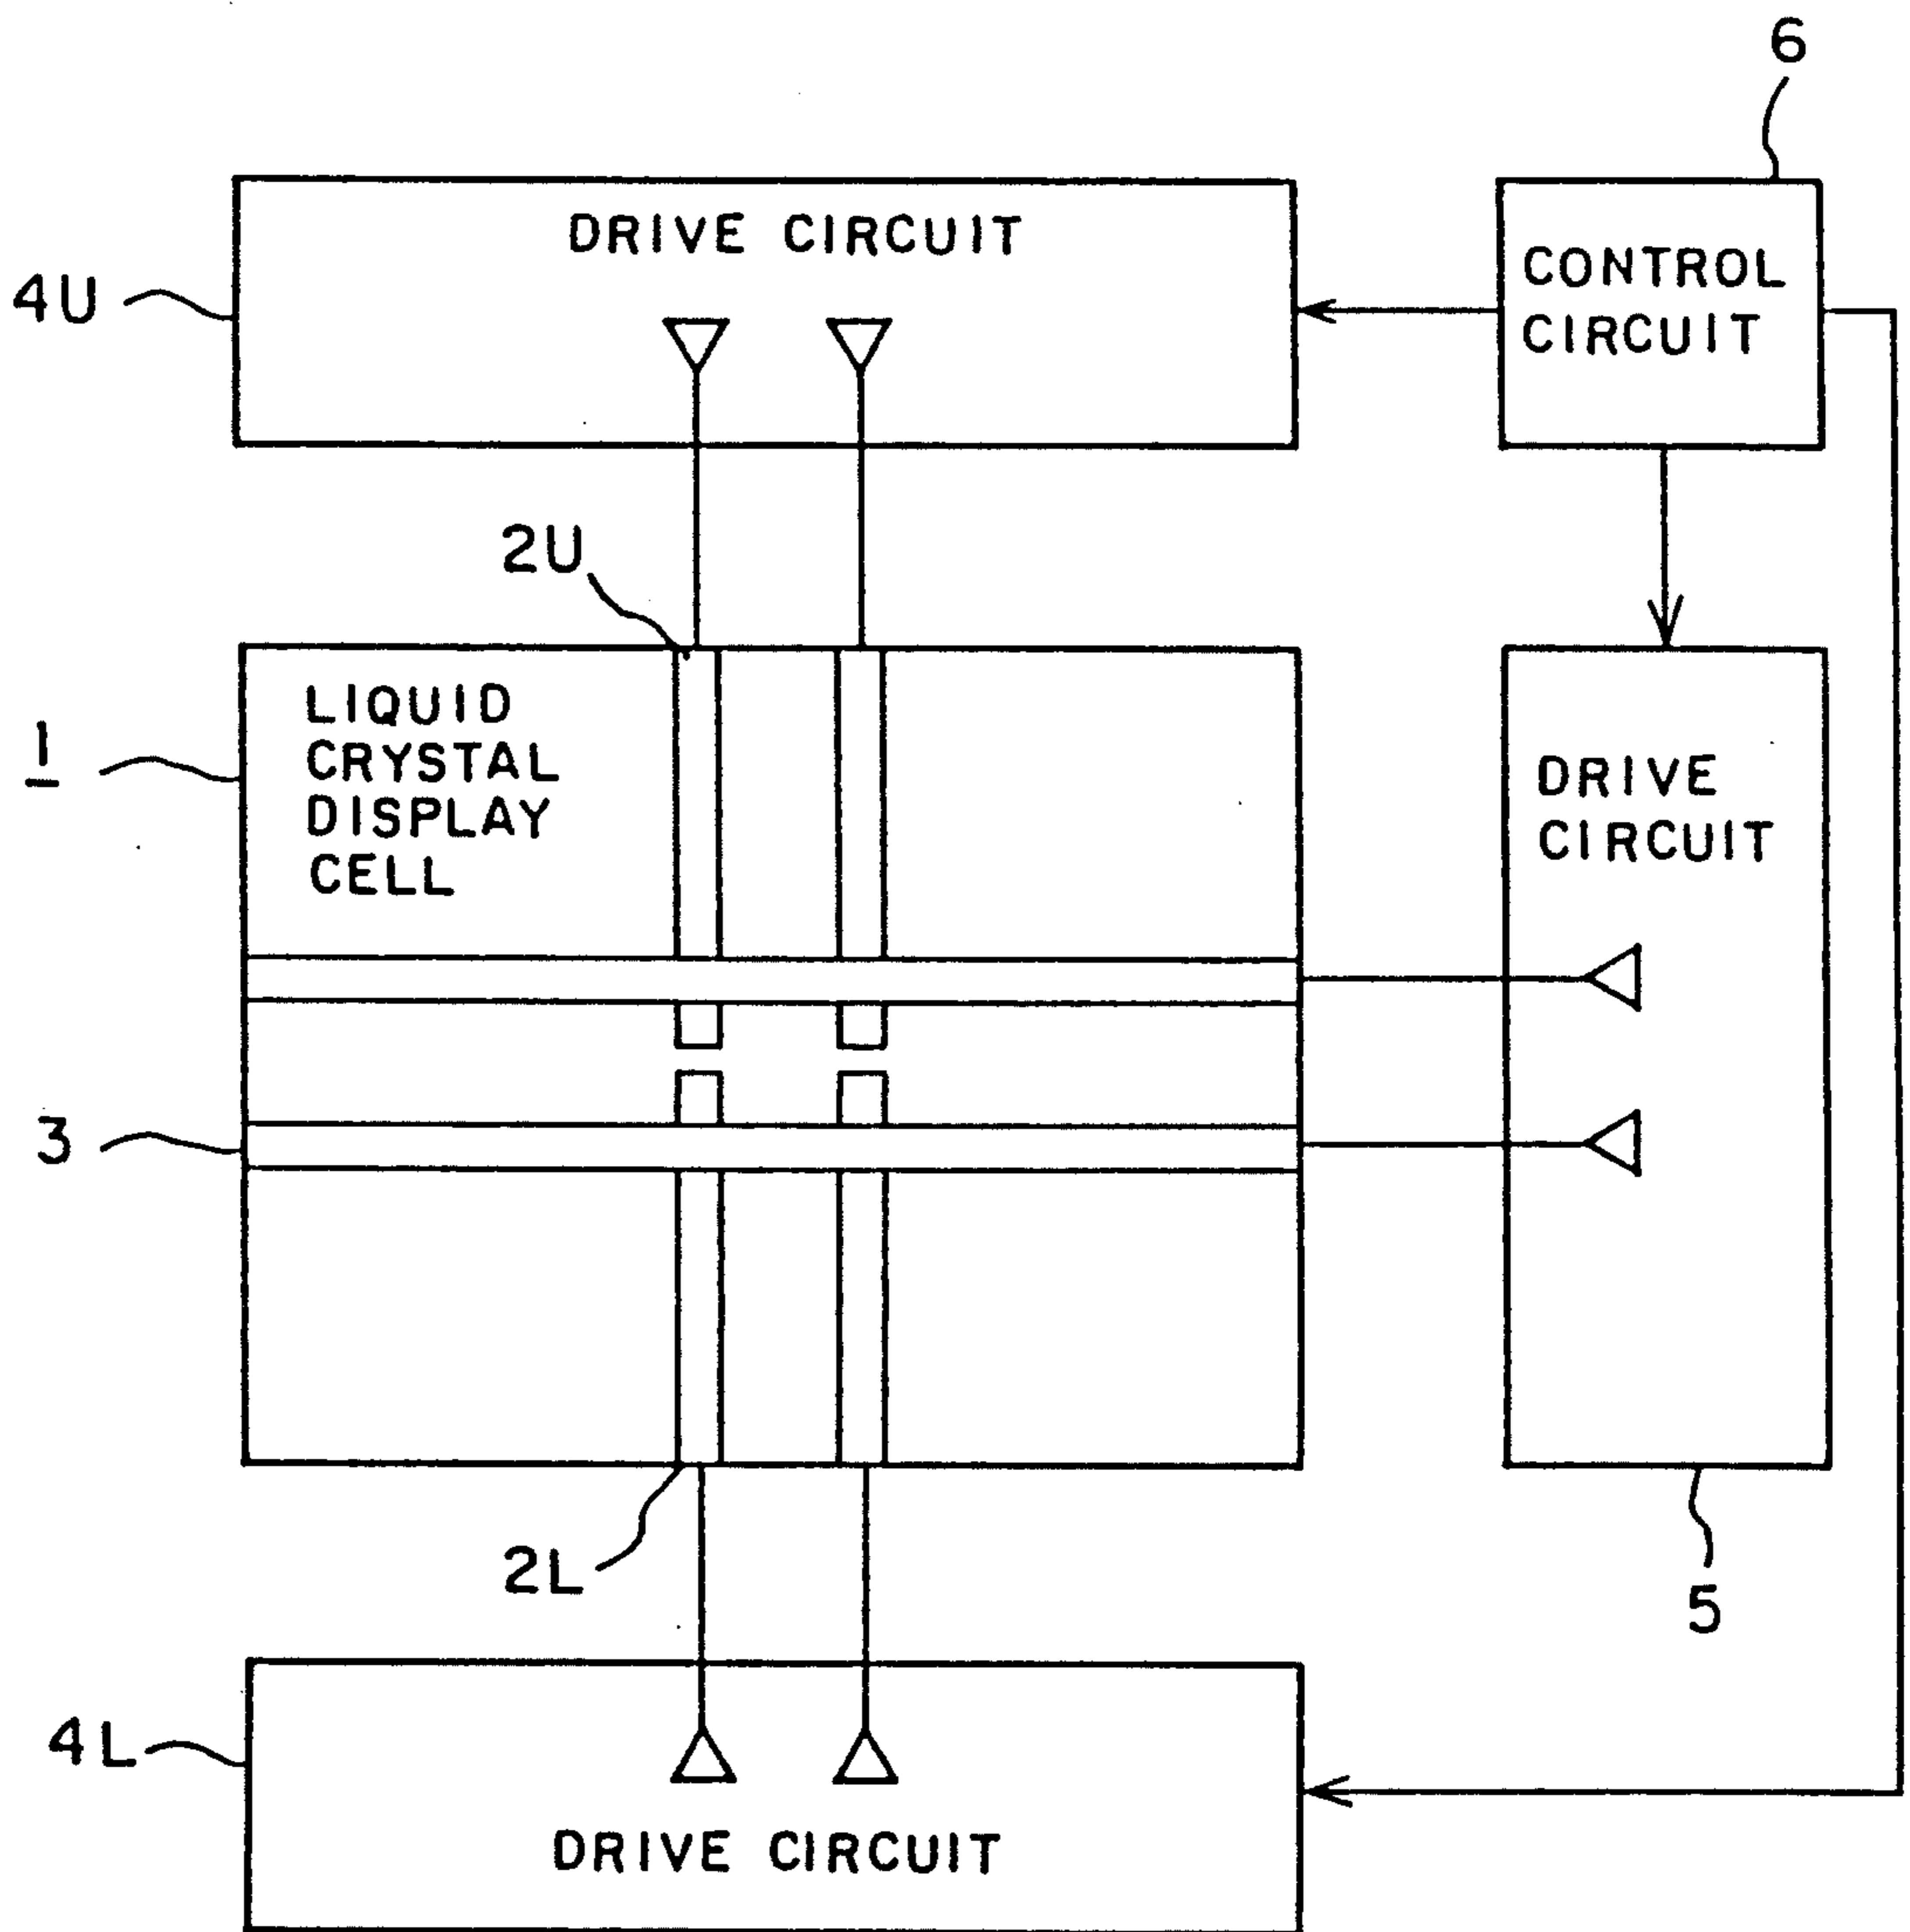 6
DRIVE CIRCUIT
CONTROL
CIRCUIT
4U
2U
LIQUID
CRYSTAL
DISPLAY
CELL
1
DRIVE
CIRCUIT
3
2L
5
4L
DRIVE CIRCUIT